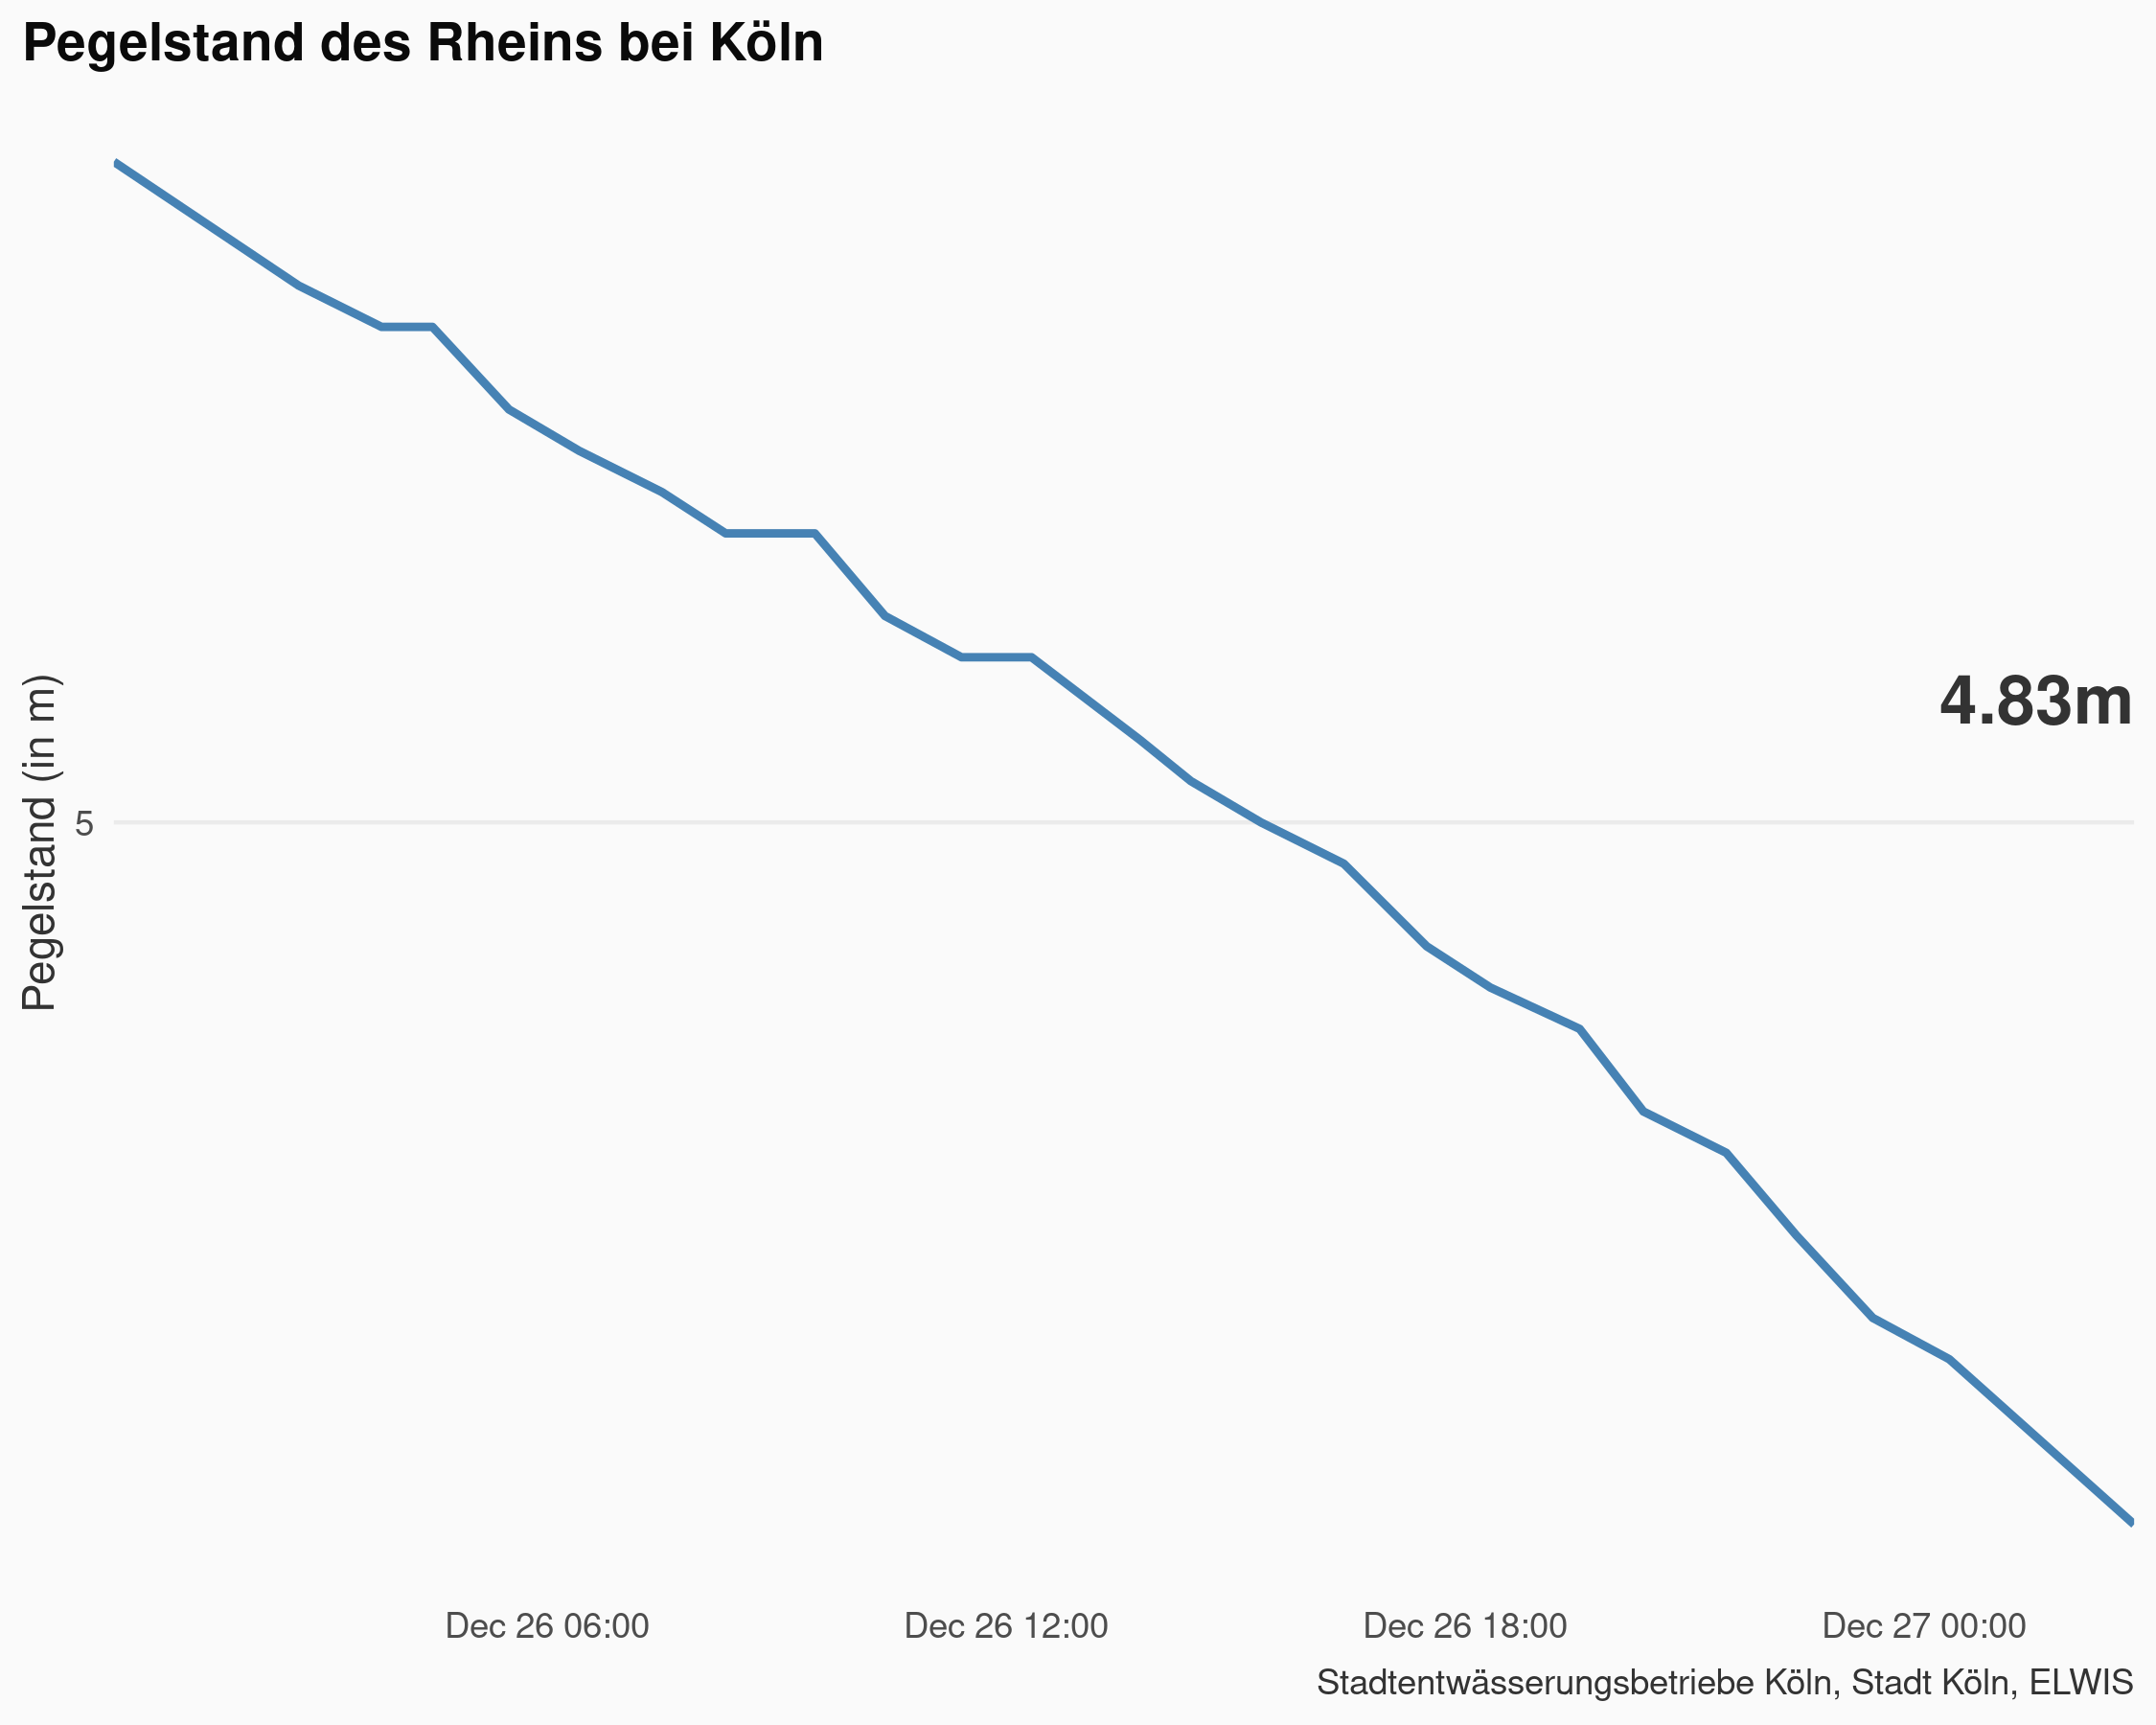 Pegelstand des Rheins bei Köln
Pegelstand (in m)
4.83m
5
Dec 26 06:00
Dec 26 12:00
Dec 26 18:00
Dec 27 00:00
Stadtentwässerungsbetriebe Köln, Stadt Köln, ELWIS